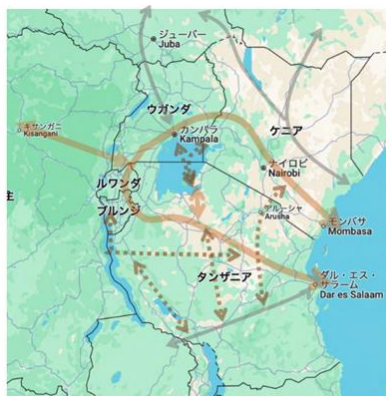 ジューバー
Juba
ウガンダ
カンパラ
Kampala
ケニア
キサンガニ
Kisangani
ナイロビ
Nairobi
ルワンダ
ブルンジ
アルーシャ
Arusha
モンバサ
Mombasa
主
タンザニア
ダル・エス・
サラーム
Dar es Salaam